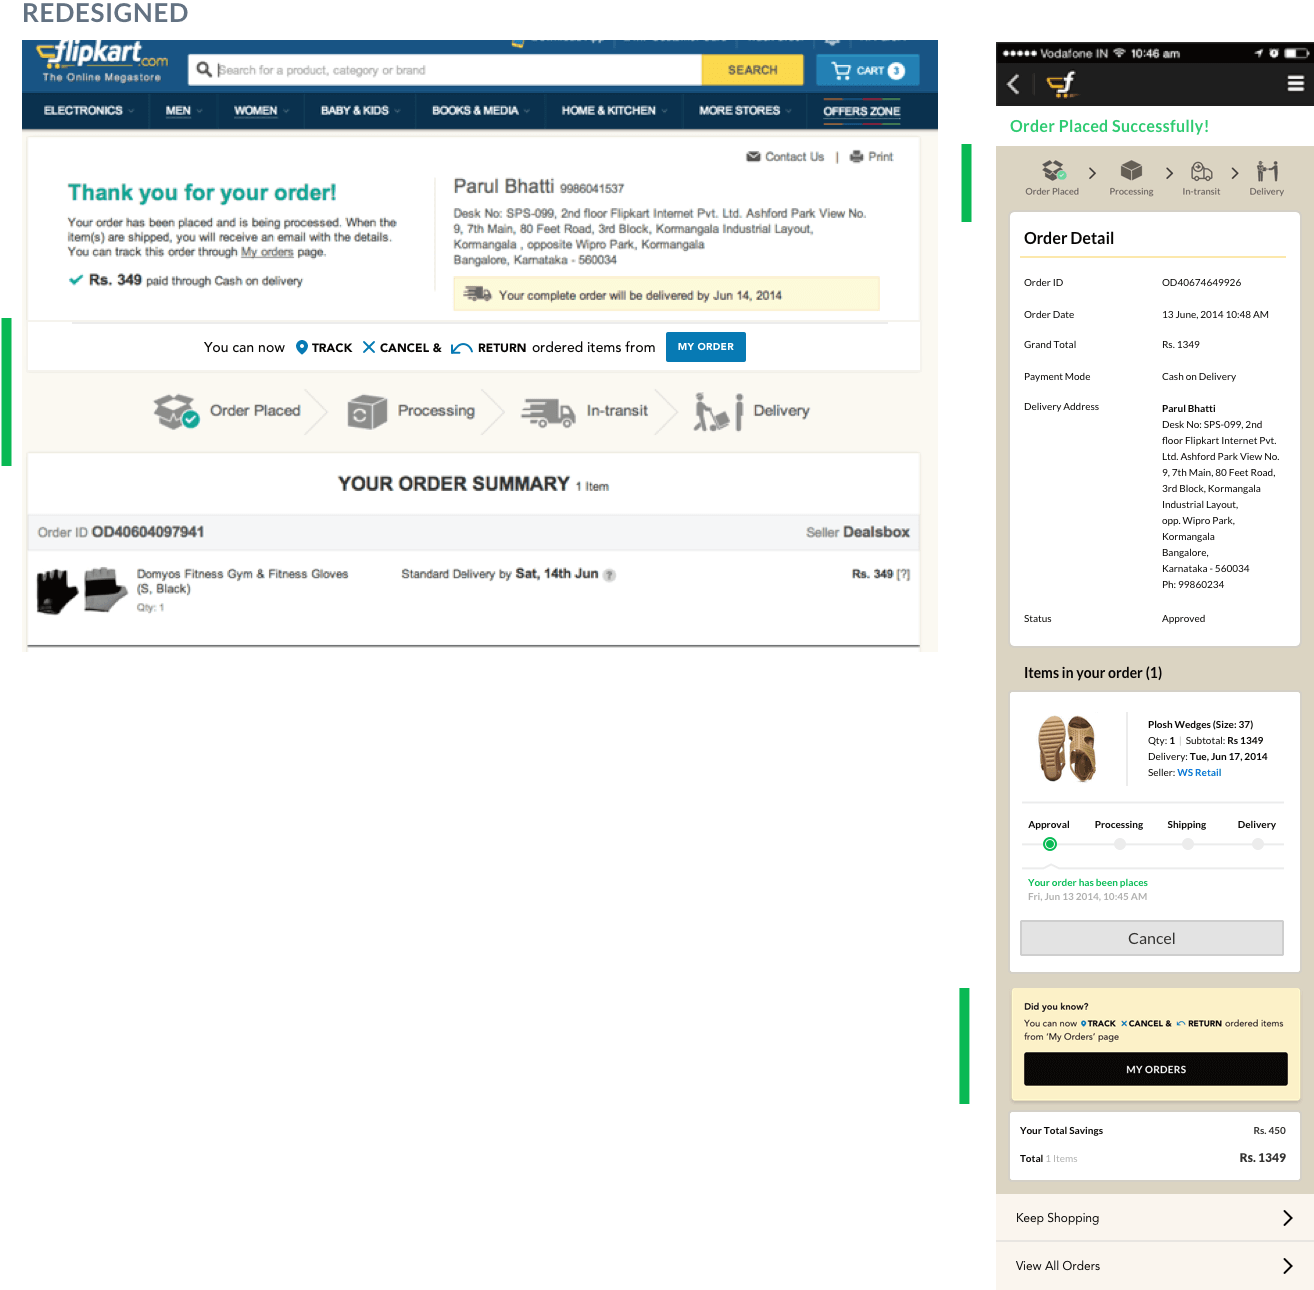 REDESIGNED
flipkart.com
The Online Megastore
Search for a product, category or brand
SEARCH
CART 3
ELECTRONICS
MEN
WOMEN
BABY & KIDS
BOOKS & MEDIA
HOME & KITCHEN
MORE STORES
OFFERS ZONE
Contact Us | Print
Thank you for your order!
Your order has been placed and is being processed. When the
item(s) are shipped, you will receive an email with the details.
You can track this order through My orders page.
Rs. 349 paid through Cash on delivery
Parul Bhatti 9986041537
Desk No: SPS-099, 2nd floor Flipkart Internet Pvt. Ltd. Ashford Park View No.
9, 7th Main, 80 Feet Road, 3rd Block, Kormangala Industrial Layout,
Kormangala , opposite Wipro Park, Kormangala
Bangalore, Karnataka - 560034
Your complete order will be delivered by Jun 14, 2014
You can now TRACK CANCEL & RETURN ordered items from MY ORDER
Order Placed
Processing
In-transit
Delivery
YOUR ORDER SUMMARY 1 Item
Order ID OD40604097941
Seller Dealsbox
Domyos Fitness Gym & Fitness Gloves
(S, Black)
Qty: 1
Standard Delivery by Sat, 14th Jun ?
Rs. 349 [?]
Vodafone IN 10:46 am
f
Order Placed Successfully!
Order Placed
Processing
In-transit
Delivery
Order Detail
Order ID OD40674649926
Order Date 13 June, 2014 10:48 AM
Grand Total Rs. 1349
Payment Mode Cash on Delivery
Delivery Address Parul Bhatti
Desk No: SPS-099, 2nd
floor Flipkart Internet Pvt.
Ltd. Ashford Park View No.
9, 7th Main, 80 Feet Road,
3rd Block, Kormangala
Industrial Layout,
opp. Wipro Park,
Kormangala
Bangalore,
Karnataka - 560034
Ph: 99860234
Status Approved
Items in your order (1)
Plosh Wedges (Size: 37)
Qty: 1 | Subtotal: Rs 1349
Delivery: Tue, Jun 17, 2014
Seller: WS Retail
Approval
Processing
Shipping
Delivery
Your order has been places
Fri, Jun 13 2014, 10:45 AM
Cancel
Did you know?
You can now TRACK CANCEL & RETURN ordered items
from 'My Orders' page
MY ORDERS
Your Total Savings Rs. 450
Total 1 Items Rs. 1349
Keep Shopping
View All Orders